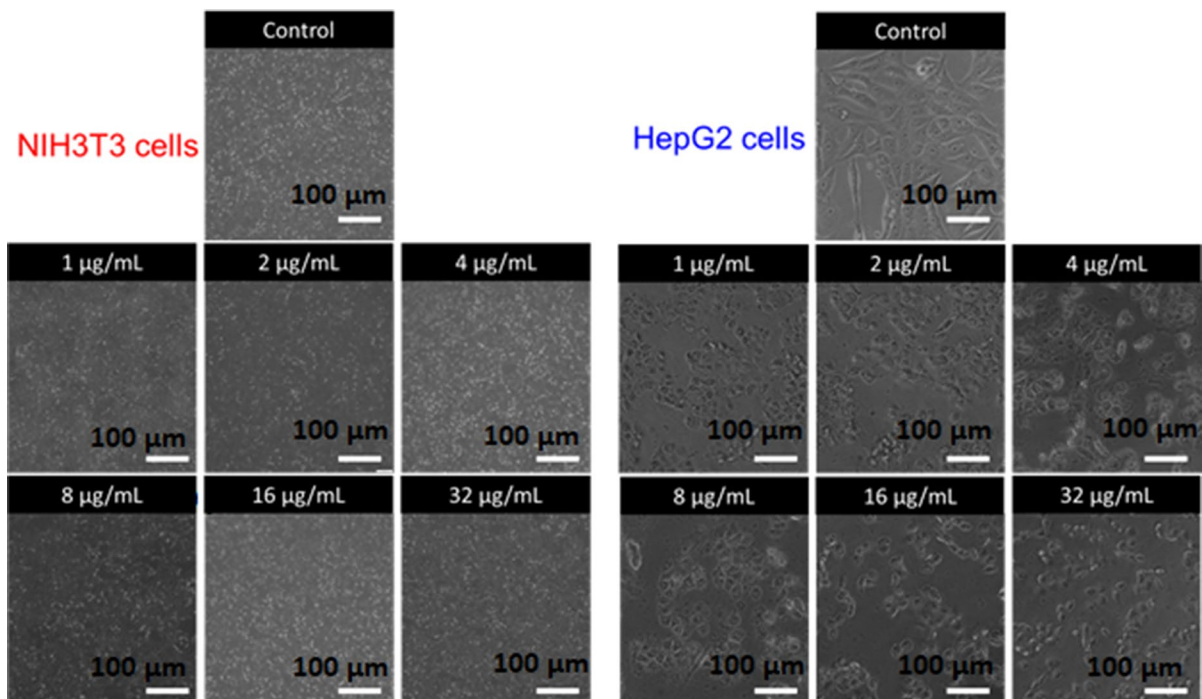 Control
100 µm
NIH3T3 cells
1 µg/mL
2 µg/mL
4 µg/mL
100 µm
100 µm
100 µm
8 µg/mL
16 µg/mL
32 µg/mL
100 µm
100 µm
100 µm
Control
100 µm
HepG2 cells
1 µg/mL
2 µg/mL
4 µg/mL
100 µm
100 µm
100 µm
8 µg/mL
16 µg/mL
32 µg/mL
100 µm
100 µm
100 µm